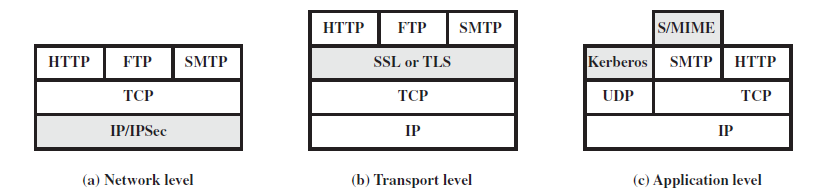 HTTP FTP SMTP
TCP
IP/IPSec
(a) Network level
HTTP FTP SMTP
SSL or TLS
TCP
IP
(b) Transport level
S/MIME
Kerberos SMTP HTTP
UDP TCP
IP
(c) Application level